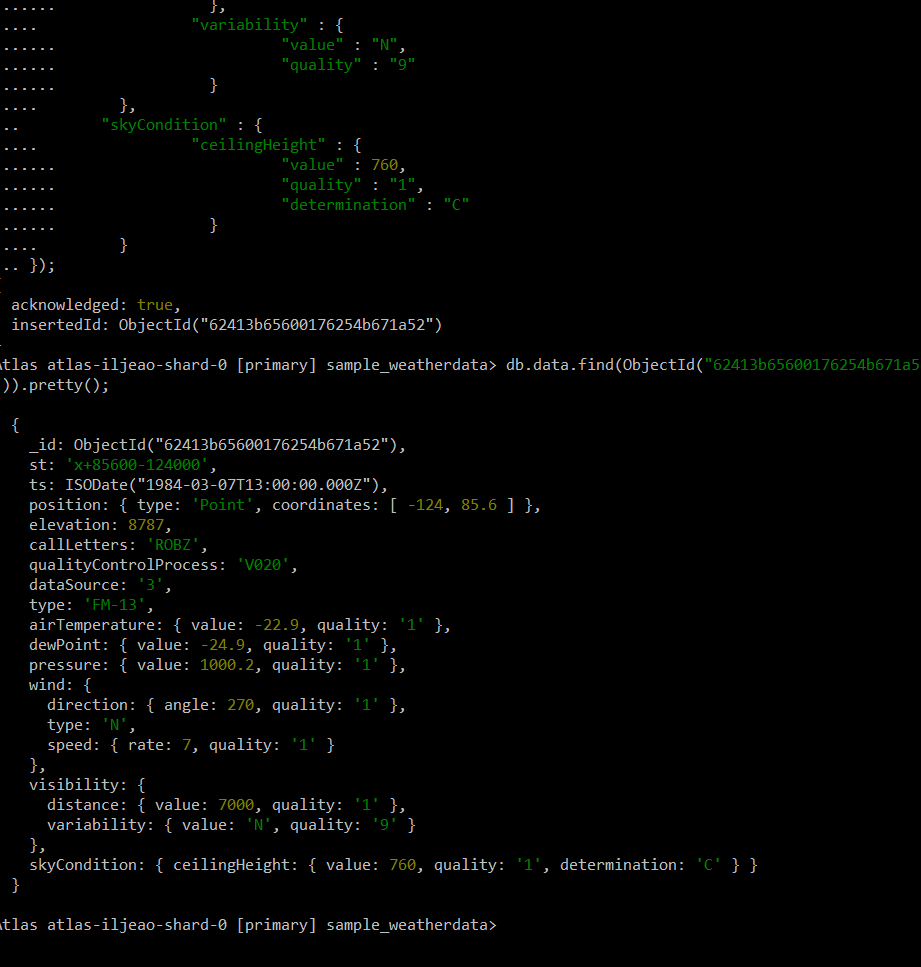 ......                 },
....                 "variability" : {
......                         "value" : "N",
......                         "quality" : "9"
......                 }
....         },
..         "skyCondition" : {
....                 "ceilingHeight" : {
......                         "value" : 760,
......                         "quality" : "1",
......                         "determination" : "C"
......                 }
....         }
.. });
acknowledged: true,
insertedId: ObjectId("62413b65600176254b671a52")
Atlas atlas-iljeao-shard-0 [primary] sample_weatherdata> db.data.find(ObjectId("62413b65600176254b671a5
)).pretty();
{
_id: ObjectId("62413b65600176254b671a52"),
st: 'x+85600-124000',
ts: ISODate("1984-03-07T13:00:00.000Z"),
position: { type: 'Point', coordinates: [ -124, 85.6 ] },
elevation: 8787,
callLetters: 'ROBZ',
qualityControlProcess: 'V020',
dataSource: '3',
type: 'FM-13',
airTemperature: { value: -22.9, quality: '1' },
dewPoint: { value: -24.9, quality: '1' },
pressure: { value: 1000.2, quality: '1' },
wind: {
direction: { angle: 270, quality: '1' },
type: 'N',
speed: { rate: 7, quality: '1' }
},
visibility: {
distance: { value: 7000, quality: '1' },
variability: { value: 'N', quality: '9' }
},
skyCondition: { ceilingHeight: { value: 760, quality: '1', determination: 'C' } }
}
Atlas atlas-iljeao-shard-0 [primary] sample_weatherdata>